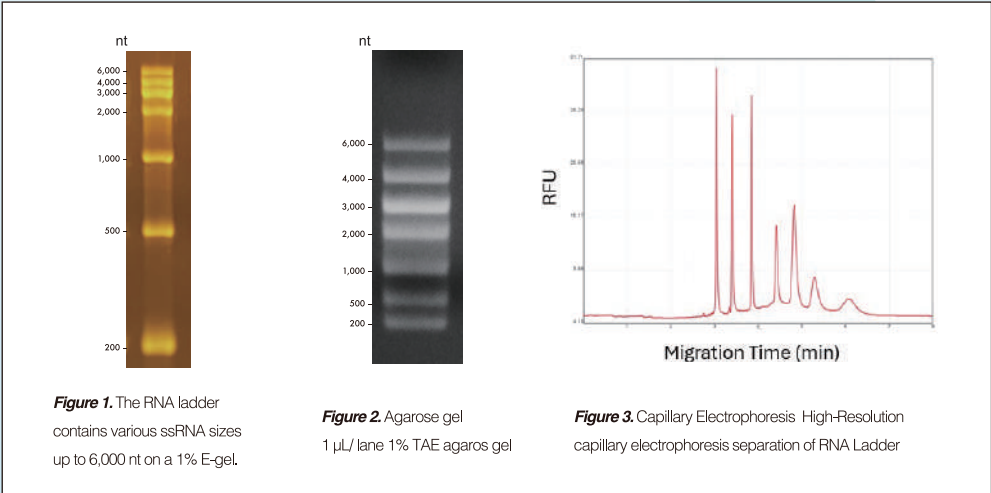 nt
6,000
4,000
3,000
2,000
1,000
500
200
Figure 1. The RNA ladder
contains various ssRNA sizes
up to 6,000 nt on a 1% E-gel.
nt
6,000
4,000
3,000
2,000
1,000
500
200
Figure 2. Agarose gel
1 µL/ lane 1% TAE agaros gel
RFU
Migration Time (min)
Figure 3. Capillary Electrophoresis High-Resolution
capillary electrophoresis separation of RNA Ladder